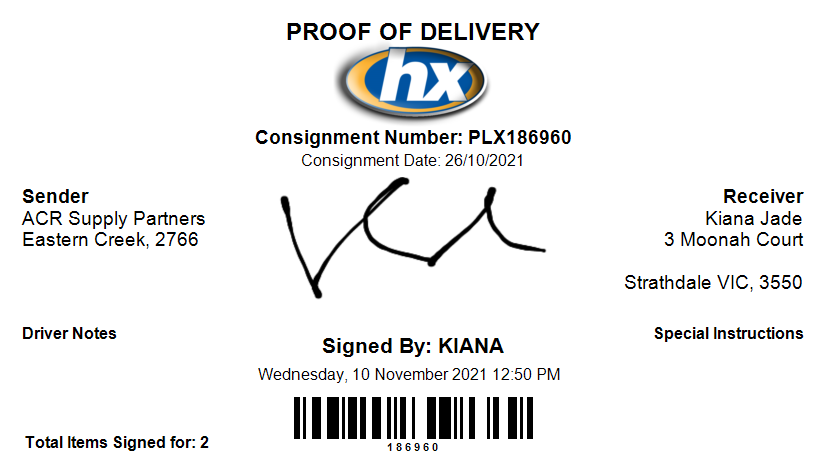 PROOF OF DELIVERY
hx
Consignment Number: PLX186960
Consignment Date: 26/10/2021
Sender
ACR Supply Partners
Eastern Creek, 2766
Receiver
Kiana Jade
3 Moonah Court
Strathdale VIC, 3550
Driver Notes
Special Instructions
Signed By: KIANA
Wednesday, 10 November 2021 12:50 PM
186960
Total Items Signed for: 2